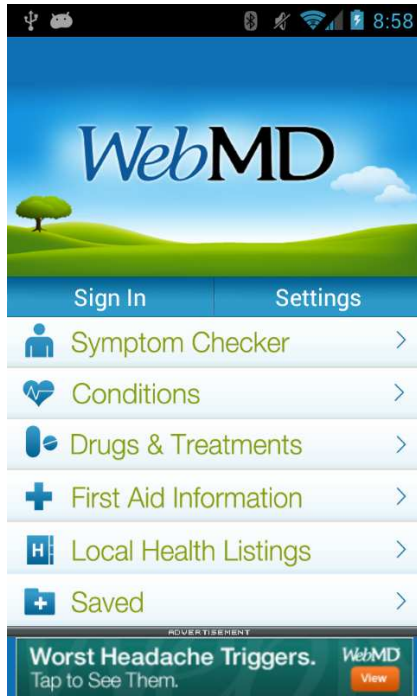 8:58
WebMD
Sign In Settings
Symptom Checker
Conditions
Drugs & Treatments
First Aid Information
H Local Health Listings
Saved
ADVERTISEMENT
Worst Headache Triggers. WebMD
Tap to See Them. View